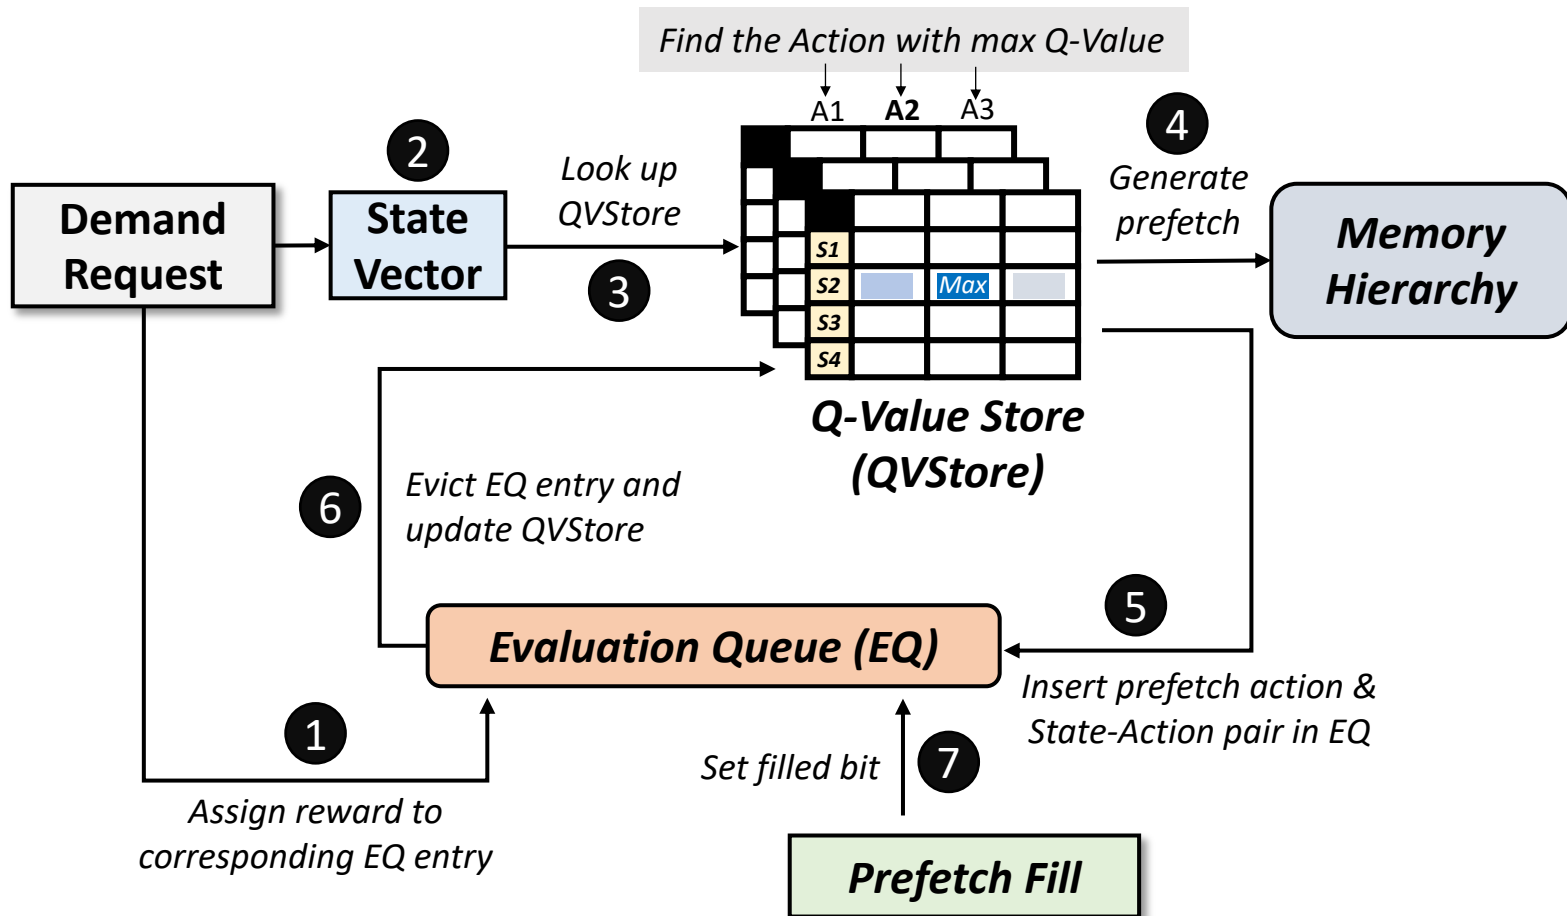 Find the Action with max Q-Value
A1 A2 A3
2
4
Look up
QVStore
Generate
prefetch
Demand
Request
State
Vector
3
S1
S2 Max
S3
S4
Memory
Hierarchy
Q-Value Store
(QVStore)
6
Evict EQ entry and
update QVStore
5
Evaluation Queue (EQ)
Insert prefetch action &
State-Action pair in EQ
1
Set filled bit
7
Assign reward to
corresponding EQ entry
Prefetch Fill